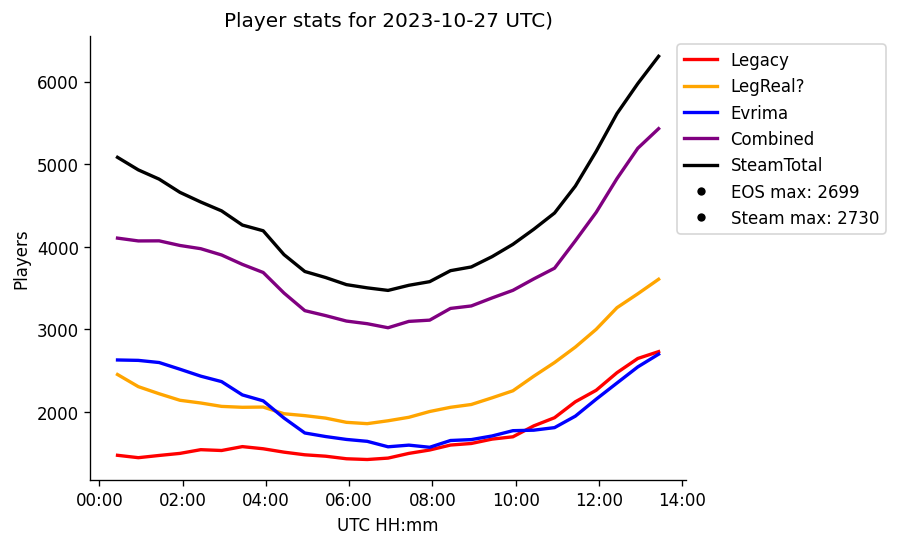 Player stats for 2023-10-27 UTC)
Legacy
LegReal?
Evrima
Combined
SteamTotal
EOS max: 2699
Steam max: 2730
Players
6000
5000
4000
3000
2000
00:00 02:00 04:00 06:00 08:00 10:00 12:00 14:00
UTC HH:mm